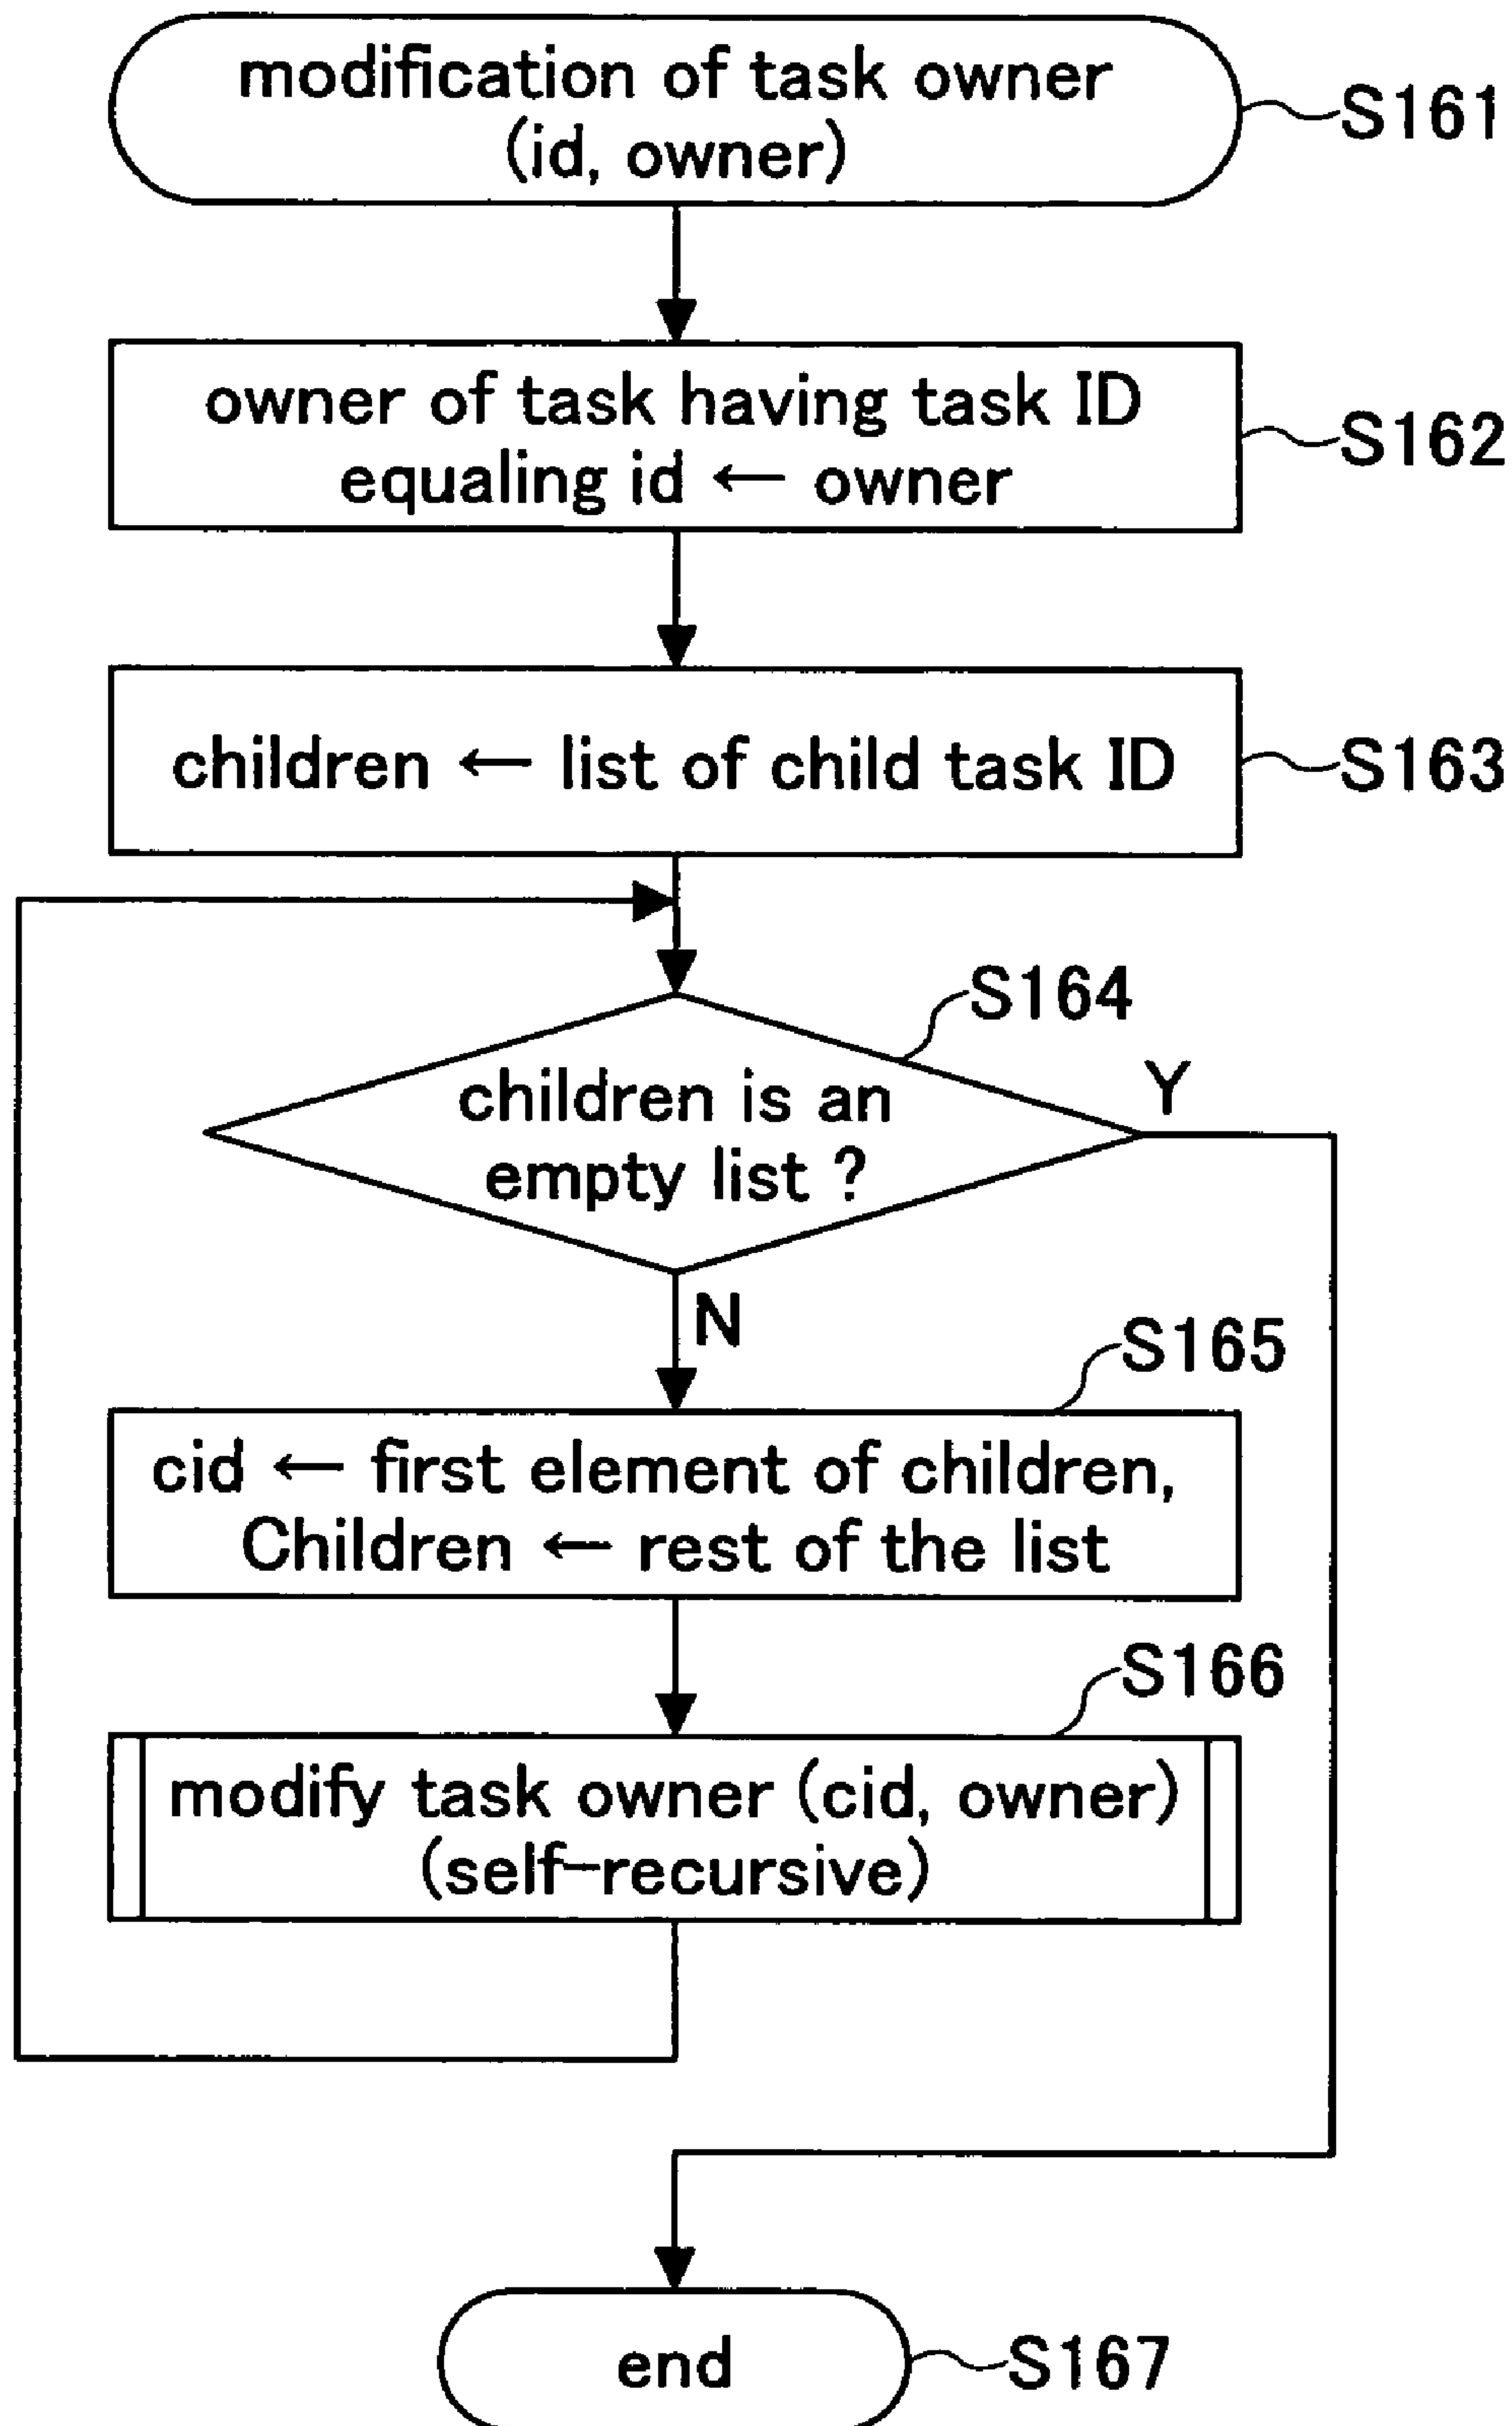 modification of task owner
(id, owner)
S161
owner of task having task ID
equaling id ← owner
S162
children ← list of child task ID
S163
S164
children is an
empty list ?
Y
N
S165
cid ← first element of children,
Children ← rest of the list
S166
modify task owner (cid, owner)
(self-recursive)
end
S167